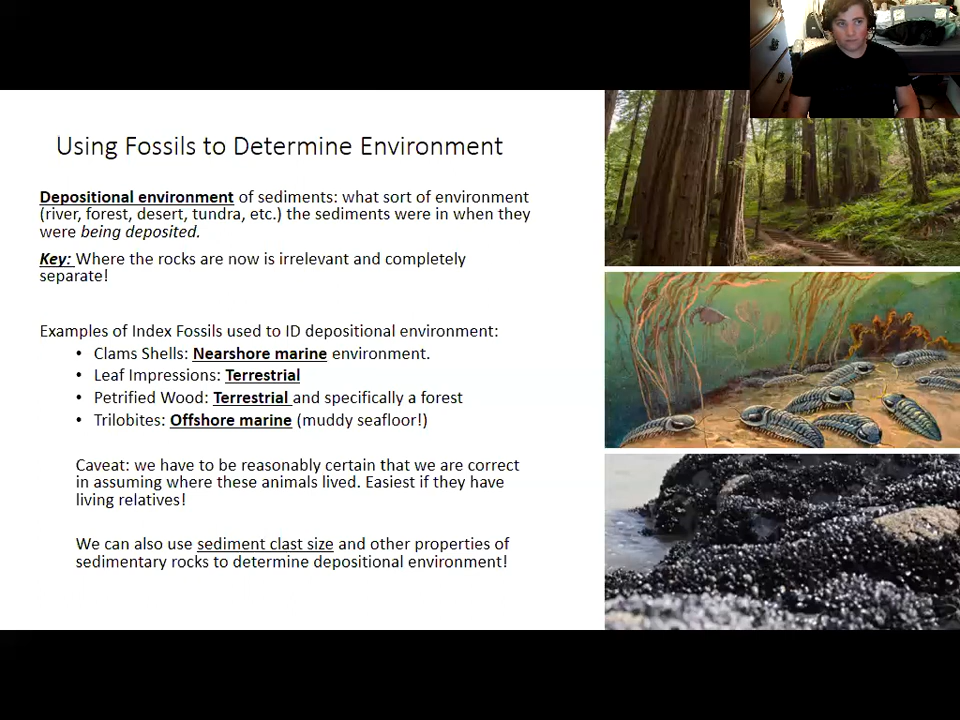 Using Fossils to Determine Environment
Depositional environment of sediments: what sort of environment
(river, forest, desert, tundra, etc.) the sediments were in when they
were being deposited.
Key: Where the rocks are now is irrelevant and completely
separate!
Examples of Index Fossils used to ID depositional environment:
• Clams Shells: Nearshore marine environment.
• Leaf Impressions: Terrestrial
• Petrified Wood: Terrestrial and specifically a forest
• Trilobites: Offshore marine (muddy seafloor!)
Caveat: we have to be reasonably certain that we are correct
in assuming where these animals lived. Easiest if they have
living relatives!
We can also use sediment clast size and other properties of
sedimentary rocks to determine depositional environment!